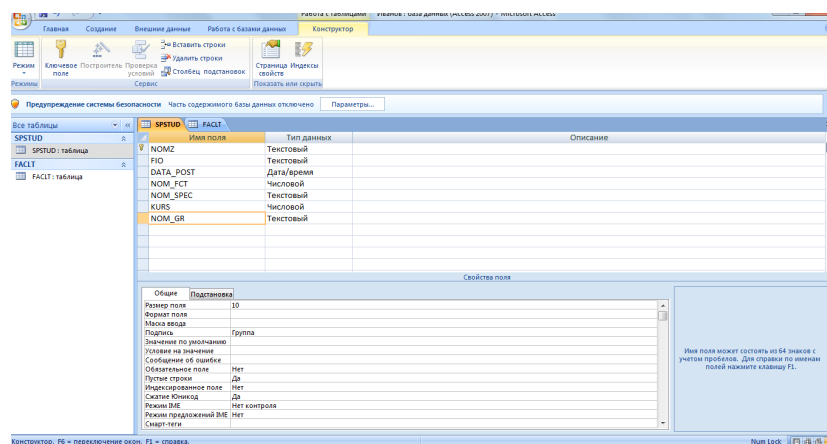 Работа с таблицами Иванов : база данных (Access 2007) - Microsoft Access
Главная Создание Внешние данные Работа с базами данных Конструктор
Режим Ключевое поле Построитель Проверка условий Вставить строки Удалить строки Столбец подстановок Страница свойств Индексы
Режимы Сервис Показать или скрыть
Предупреждение системы безопасности Часть содержимого базы данных отключено Параметры...
Все таблицы
SPSTUD
SPSTUD : таблица
FACLT
FACLT : таблица
SPSTUD FACLT
Имя поля Тип данных Описание
NOMZ Текстовый
FIO Текстовый
DATA_POST Дата/время
NOM_FCT Числовой
NOM_SPEC Текстовый
KURS Числовой
NOM_GR Текстовый
Свойства поля
Общие Подстановка
Размер поля 10
Формат поля
Маска ввода
Подпись Группа
Значение по умолчанию
Условие на значение
Сообщение об ошибке
Обязательное поле Нет
Пустые строки Да
Индексированное поле Нет
Сжатие Юникод Да
Режим IME Нет контроля
Режим предложений IME Нет
Смарт-теги
Имя поля может состоять из 64 знаков с
учетом пробелов. Для справки по именам
полей нажмите клавишу F1.
Конструктор. F6 = переключение окон. F1 = справка. Num Lock